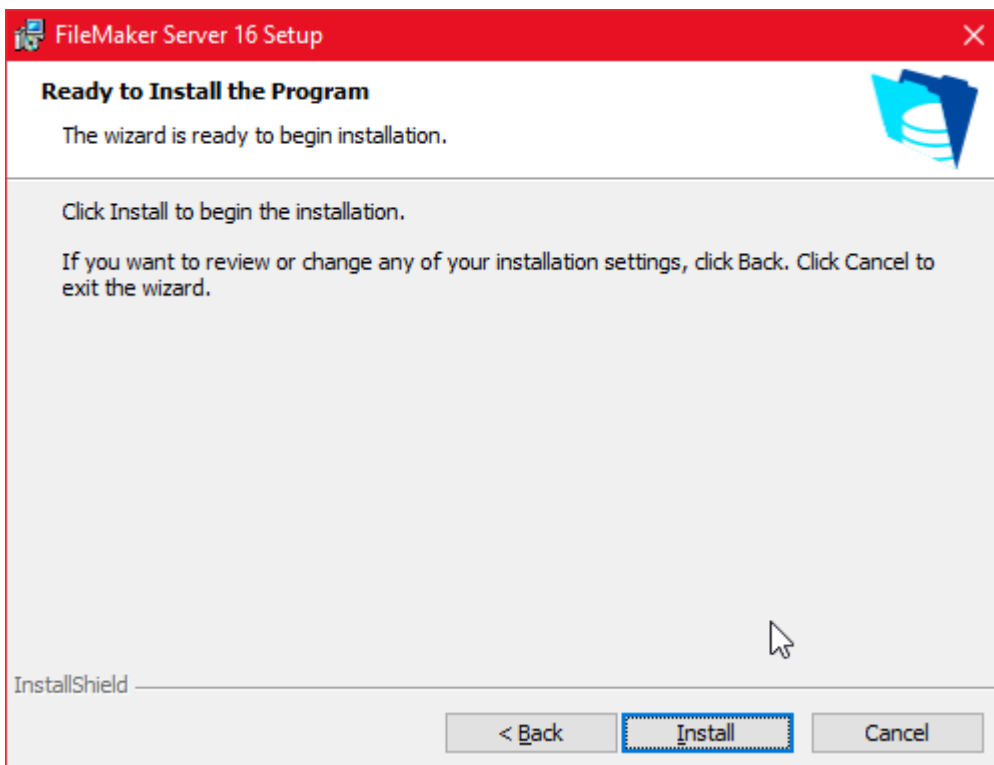 FileMaker Server 16 Setup
Ready to Install the Program
The wizard is ready to begin installation.
Click Install to begin the installation.
If you want to review or change any of your installation settings, click Back. Click Cancel to
exit the wizard.
InstallShield
< Back
Install
Cancel